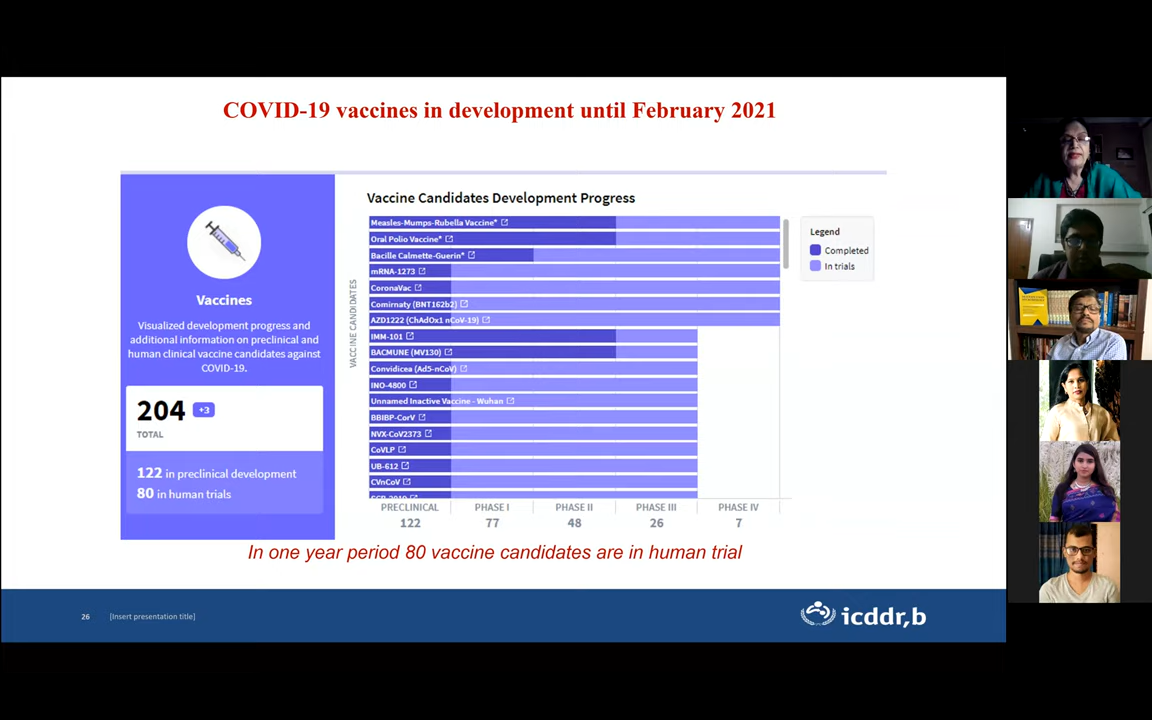 COVID-19 vaccines in development until February 2021
Vaccines
Visualized development progress and
additional information on preclinical and
human clinical vaccine candidates against
COVID-19.
204 +3
TOTAL
122 in preclinical development
80 in human trials
Vaccine Candidates Development Progress
VACCINE CANDIDATES
Measles-Mumps-Rubella Vaccine*
Oral Polio Vaccine*
Bacille Calmette-Guerin*
mRNA-1273
CoronaVac
Comirnaty (BNT162b2)
AZD1222 (ChAdOx1 nCoV-19)
IMM-101
BACMUNE (MV130)
Convidicea (Ad5-nCoV)
INO-4800
Unnamed Inactive Vaccine - Wuhan
BBIBP-CorV
NVX-CoV2373
CoVLP
UB-612
CVnCoV
PRECLINICAL PHASE I PHASE II PHASE III PHASE IV
122 77 48 26 7
Legend
Completed
In trials
In one year period 80 vaccine candidates are in human trial
26 [Insert presentation title]
icddr,b